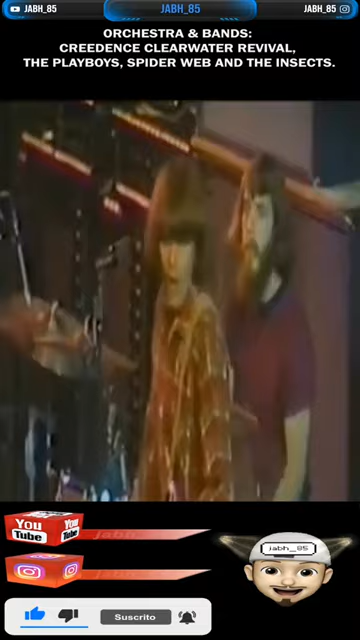 JABH_85
JABH_85
JABH_85
ORCHESTRA & BANDS:
CREEDENCE CLEARWATER REVIVAL,
THE PLAYBOYS, SPIDER WEB AND THE INSECTS.
You
Tube
You
Tube
jabh_85
Suscrito